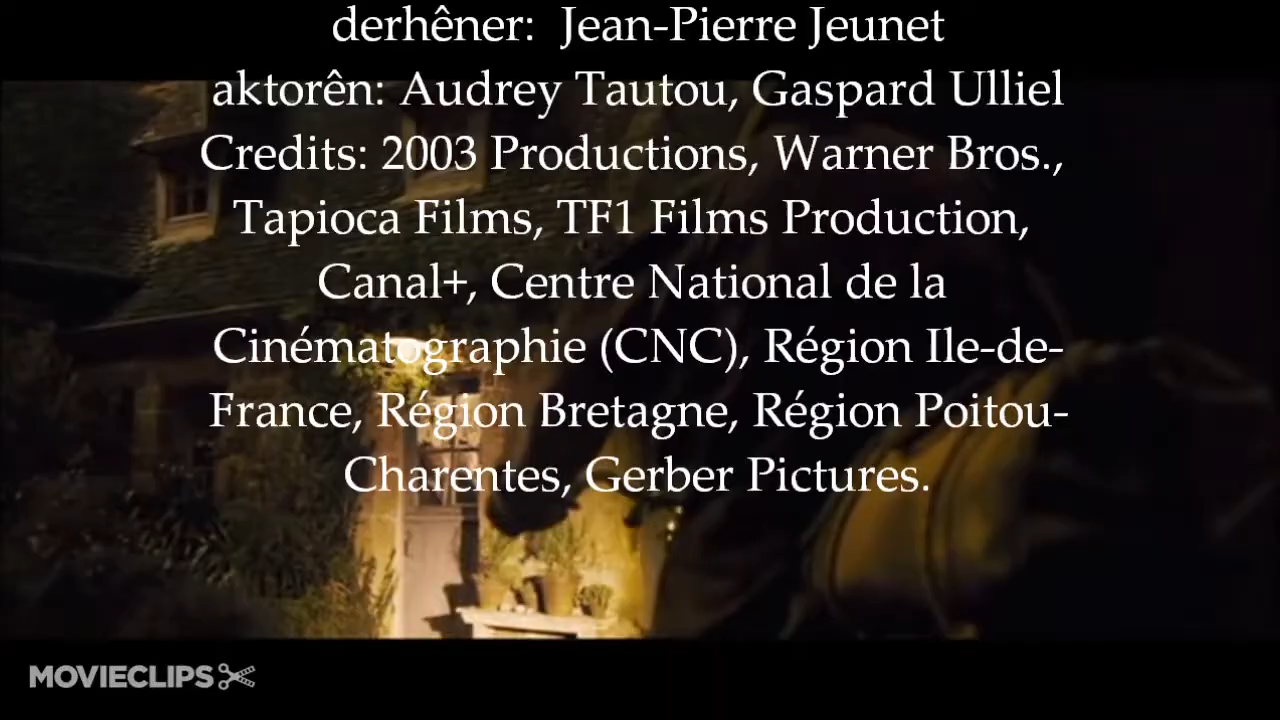 derhêner: Jean-Pierre Jeunet
aktorên: Audrey Tautou, Gaspard Ulliel
Credits: 2003 Productions, Warner Bros.,
Tapioca Films, TF1 Films Production,
Canal+, Centre National de la
Cinématographie (CNC), Région Ile-de-
France, Région Bretagne, Région Poitou-
Charentes, Gerber Pictures.
MOVIECLIPS